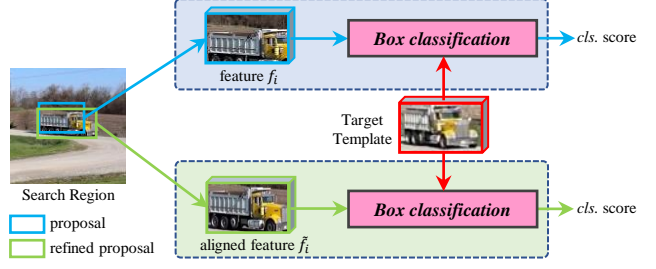 Box classification
cls. score
feature f_i
Target
Template
Search Region
proposal
refined proposal
Box classification
cls. score
aligned feature f̃_i